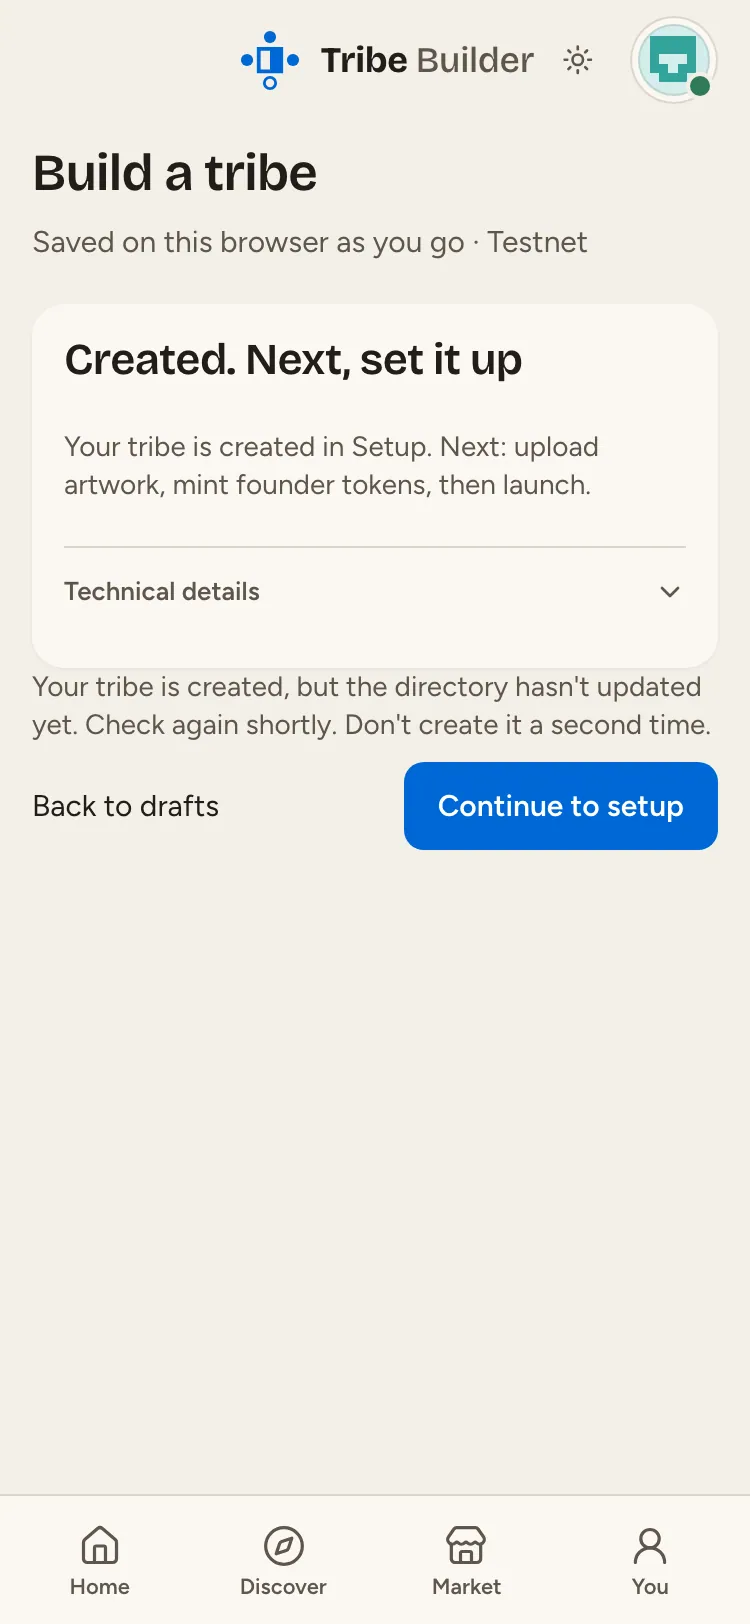 Tribe Builder
Build a tribe
Saved on this browser as you go · Testnet
Created. Next, set it up
Your tribe is created in Setup. Next: upload
artwork, mint founder tokens, then launch.
Technical details
Your tribe is created, but the directory hasn't updated
yet. Check again shortly. Don't create it a second time.
Back to drafts
Continue to setup
Home
Discover
Market
You